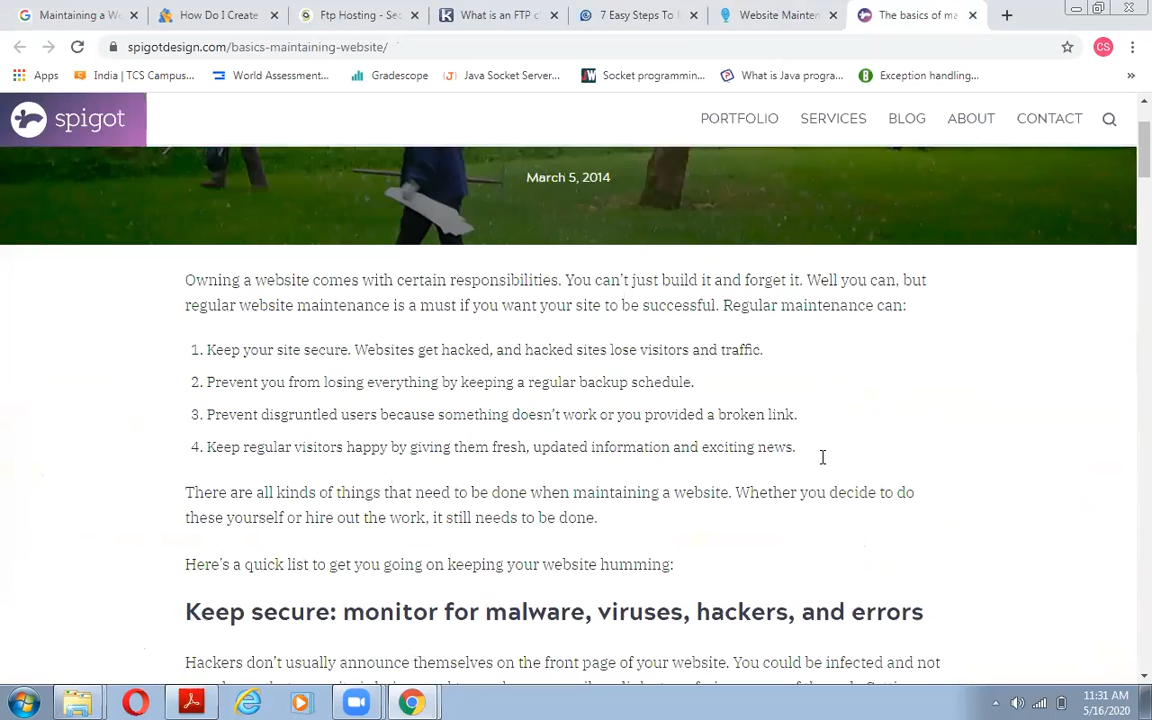 Maintaining a W
How Do I Create
Ftp Hosting - Sec
What is an FTP c
7 Easy Steps To
Website Mainten
The basics of ma
spigotdesign.com/basics-maintaining-website/
CS
Apps
India | TCS Campus...
World Assessment...
Gradescope
Java Socket Server...
Socket programmin...
What is Java progra...
Exception handling...
»
spigot
PORTFOLIO
SERVICES
BLOG
ABOUT
CONTACT
March 5, 2014
Owning a website comes with certain responsibilities. You can't just build it and forget it. Well you can, but
regular website maintenance is a must if you want your site to be successful. Regular maintenance can:
1. Keep your site secure. Websites get hacked, and hacked sites lose visitors and traffic.
2. Prevent you from losing everything by keeping a regular backup schedule.
3. Prevent disgruntled users because something doesn't work or you provided a broken link.
4. Keep regular visitors happy by giving them fresh, updated information and exciting news.
There are all kinds of things that need to be done when maintaining a website. Whether you decide to do
these yourself or hire out the work, it still needs to be done.
Here's a quick list to get you going on keeping your website humming:
Keep secure: monitor for malware, viruses, hackers, and errors
Hackers don't usually announce themselves on the front page of your website. You could be infected and not
11:31 AM
5/16/2020